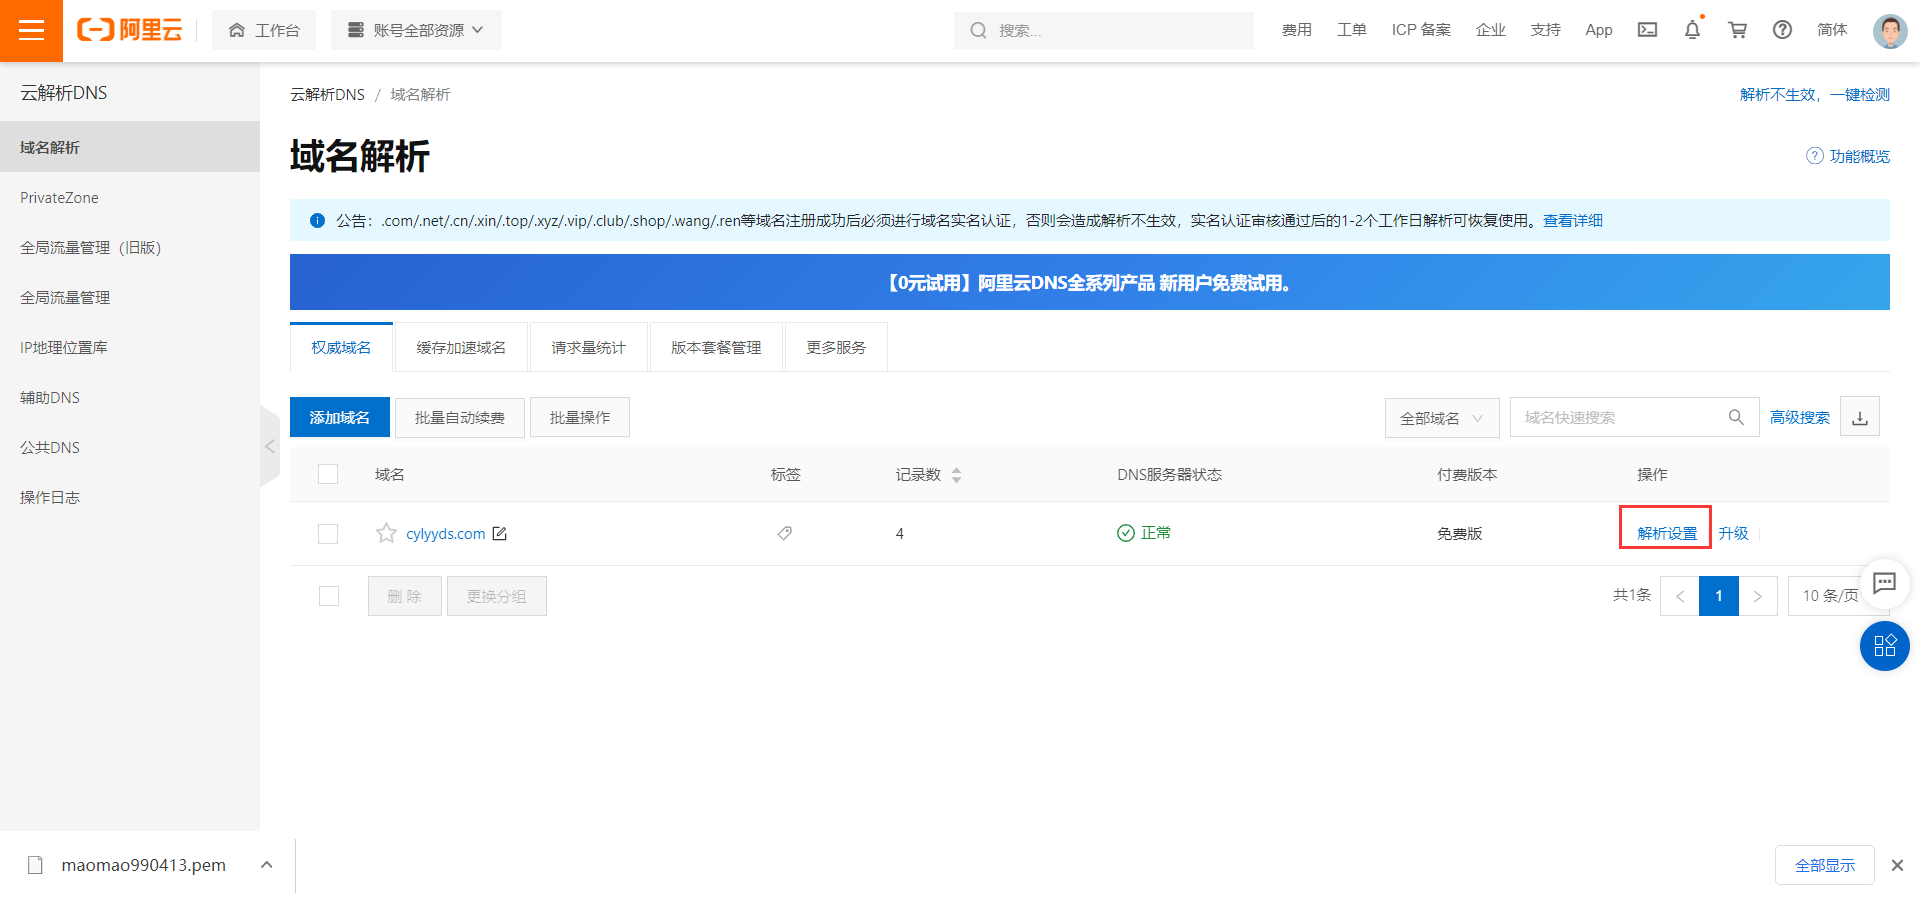 阿里云
工作台
账号全部资源
搜索...
费用
工单
ICP 备案
企业
支持
App
简体
云解析DNS
域名解析
PrivateZone
全局流量管理（旧版）
全局流量管理
IP地理位置库
辅助DNS
公共DNS
操作日志
云解析DNS / 域名解析
解析不生效，一键检测
域名解析
功能概览
公告：.com/.net/.cn/.xin/.top/.xyz/.vip/.club/.shop/.wang/.ren等域名注册成功后必须进行域名实名认证，否则会造成解析不生效，实名认证审核通过后的1-2个工作日解析可恢复使用。查看详细
【0元试用】阿里云DNS全系列产品 新用户免费试用。
权威域名
缓存加速域名
请求量统计
版本套餐管理
更多服务
添加域名
批量自动续费
批量操作
全部域名
域名快速搜索
高级搜索
域名
标签
记录数
DNS服务器状态
付费版本
操作
cylyyds.com
4
正常
免费版
解析设置
升级
删 除
更换分组
共1条
1
10 条/页
maomao990413.pem
全部显示